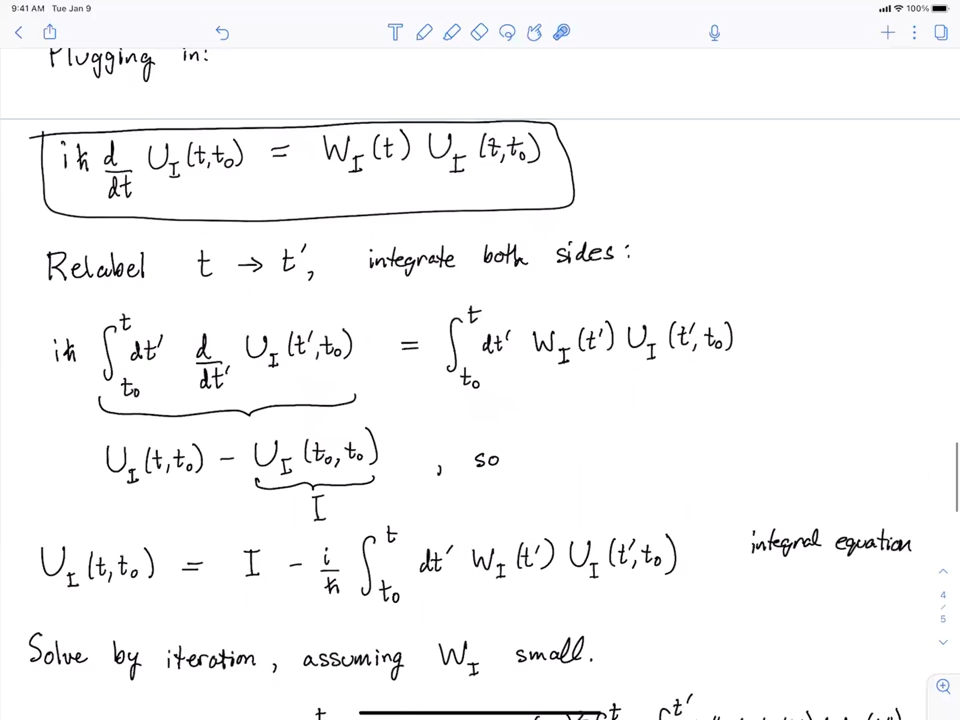 9:41 AM Tue Jan 9
100%
Plugging in:
iħ d/dt U_I(t,t₀) = W_I(t) U_I(t,t₀)
Relabel t → t′, integrate both sides:
iħ ∫_{t₀}^{t} dt′ d/dt′ U_I(t′,t₀) = ∫_{t₀}^{t} dt′ W_I(t′) U_I(t′,t₀)
U_I(t,t₀) − U_I(t₀,t₀) , so
I
U_I(t,t₀) = I − i/ħ ∫_{t₀}^{t} dt′ W_I(t′) U_I(t′,t₀) integral equation
4
/
5
Solve by iteration, assuming W_I small.